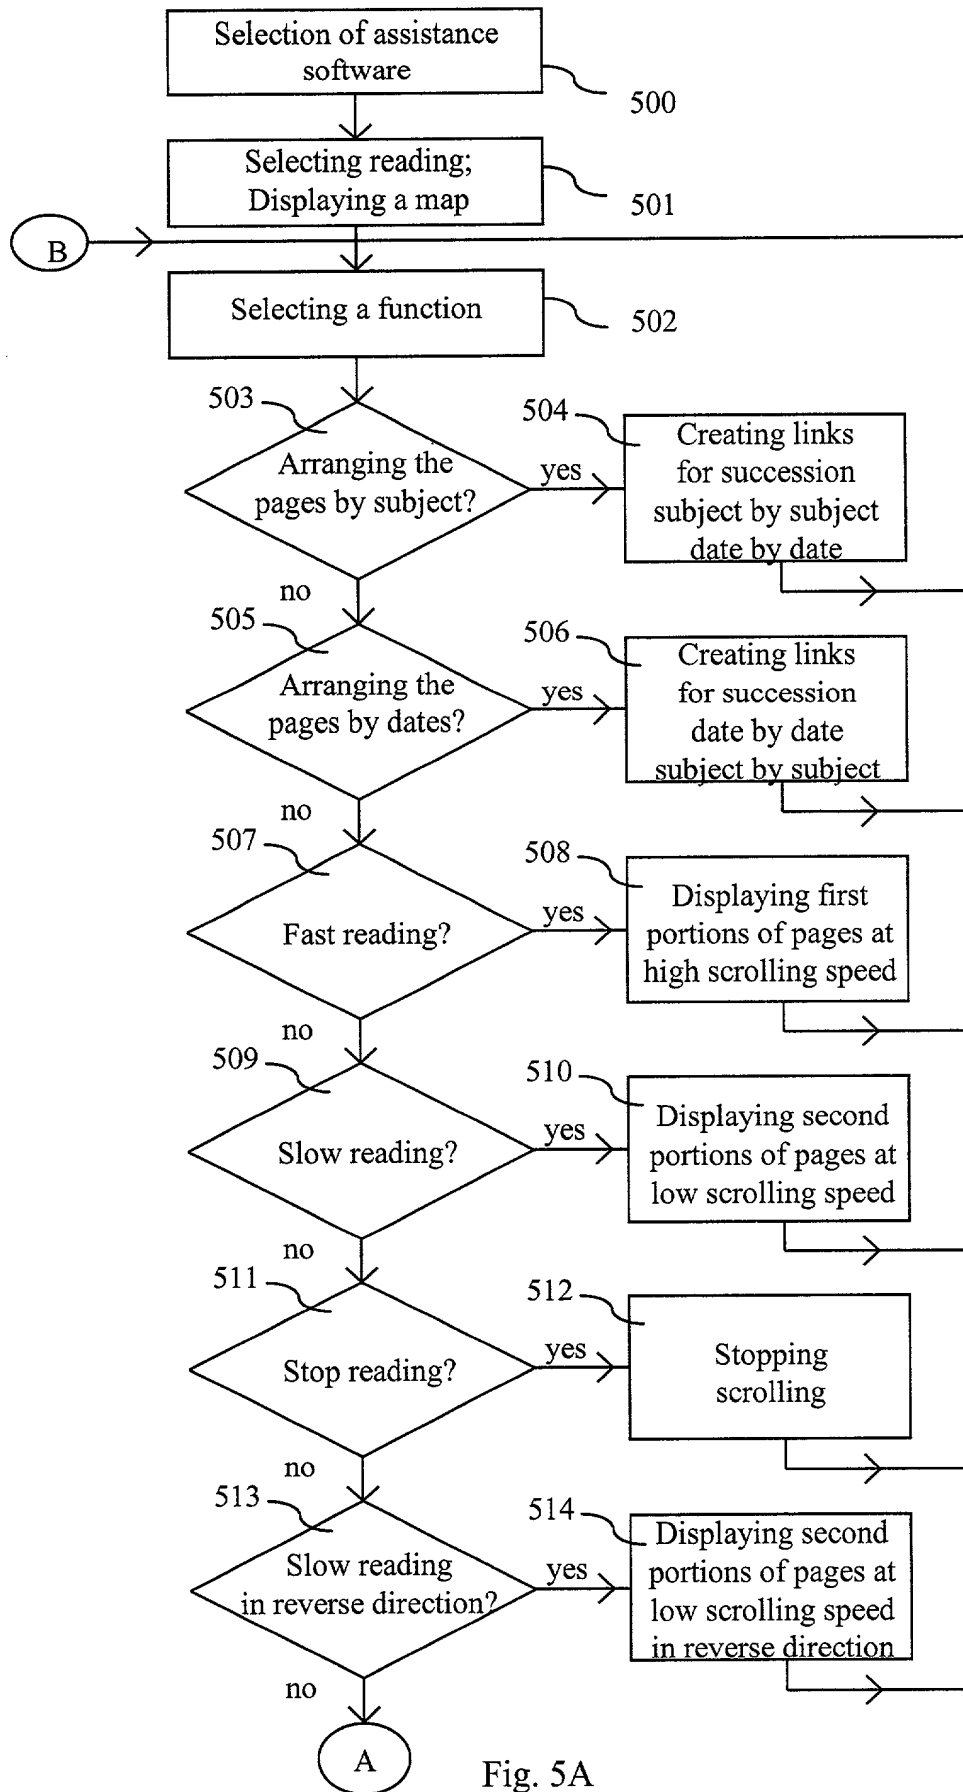 Selection of assistance
software
500
Selecting reading;
Displaying a map
501
B
Selecting a function
502
503
Arranging the
pages by subject?
yes
504
Creating links
for succession
subject by subject
date by date
no
505
Arranging the
pages by dates?
yes
506
Creating links
for succession
date by date
subject by subject
no
507
Fast reading?
yes
508
Displaying first
portions of pages at
high scrolling speed
no
509
Slow reading?
yes
510
Displaying second
portions of pages at
low scrolling speed
no
511
Stop reading?
yes
512
Stopping
scrolling
no
513
Slow reading
in reverse direction?
yes
514
Displaying second
portions of pages at
low scrolling speed
in reverse direction
no
A
Fig. 5A